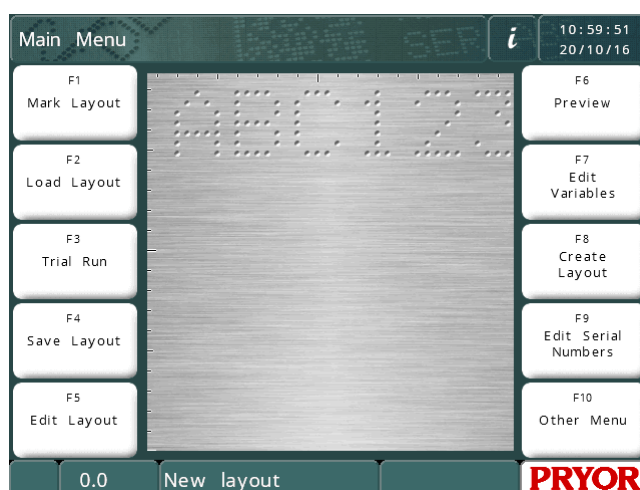 Main Menu
i
10:59:51
20/10/16
F1
Mark Layout
F2
Load Layout
F3
Trial Run
F4
Save Layout
F5
Edit Layout
ABC123
F6
Preview
F7
Edit
Variables
F8
Create
Layout
F9
Edit Serial
Numbers
F10
Other Menu
0.0
New layout
PRYOR